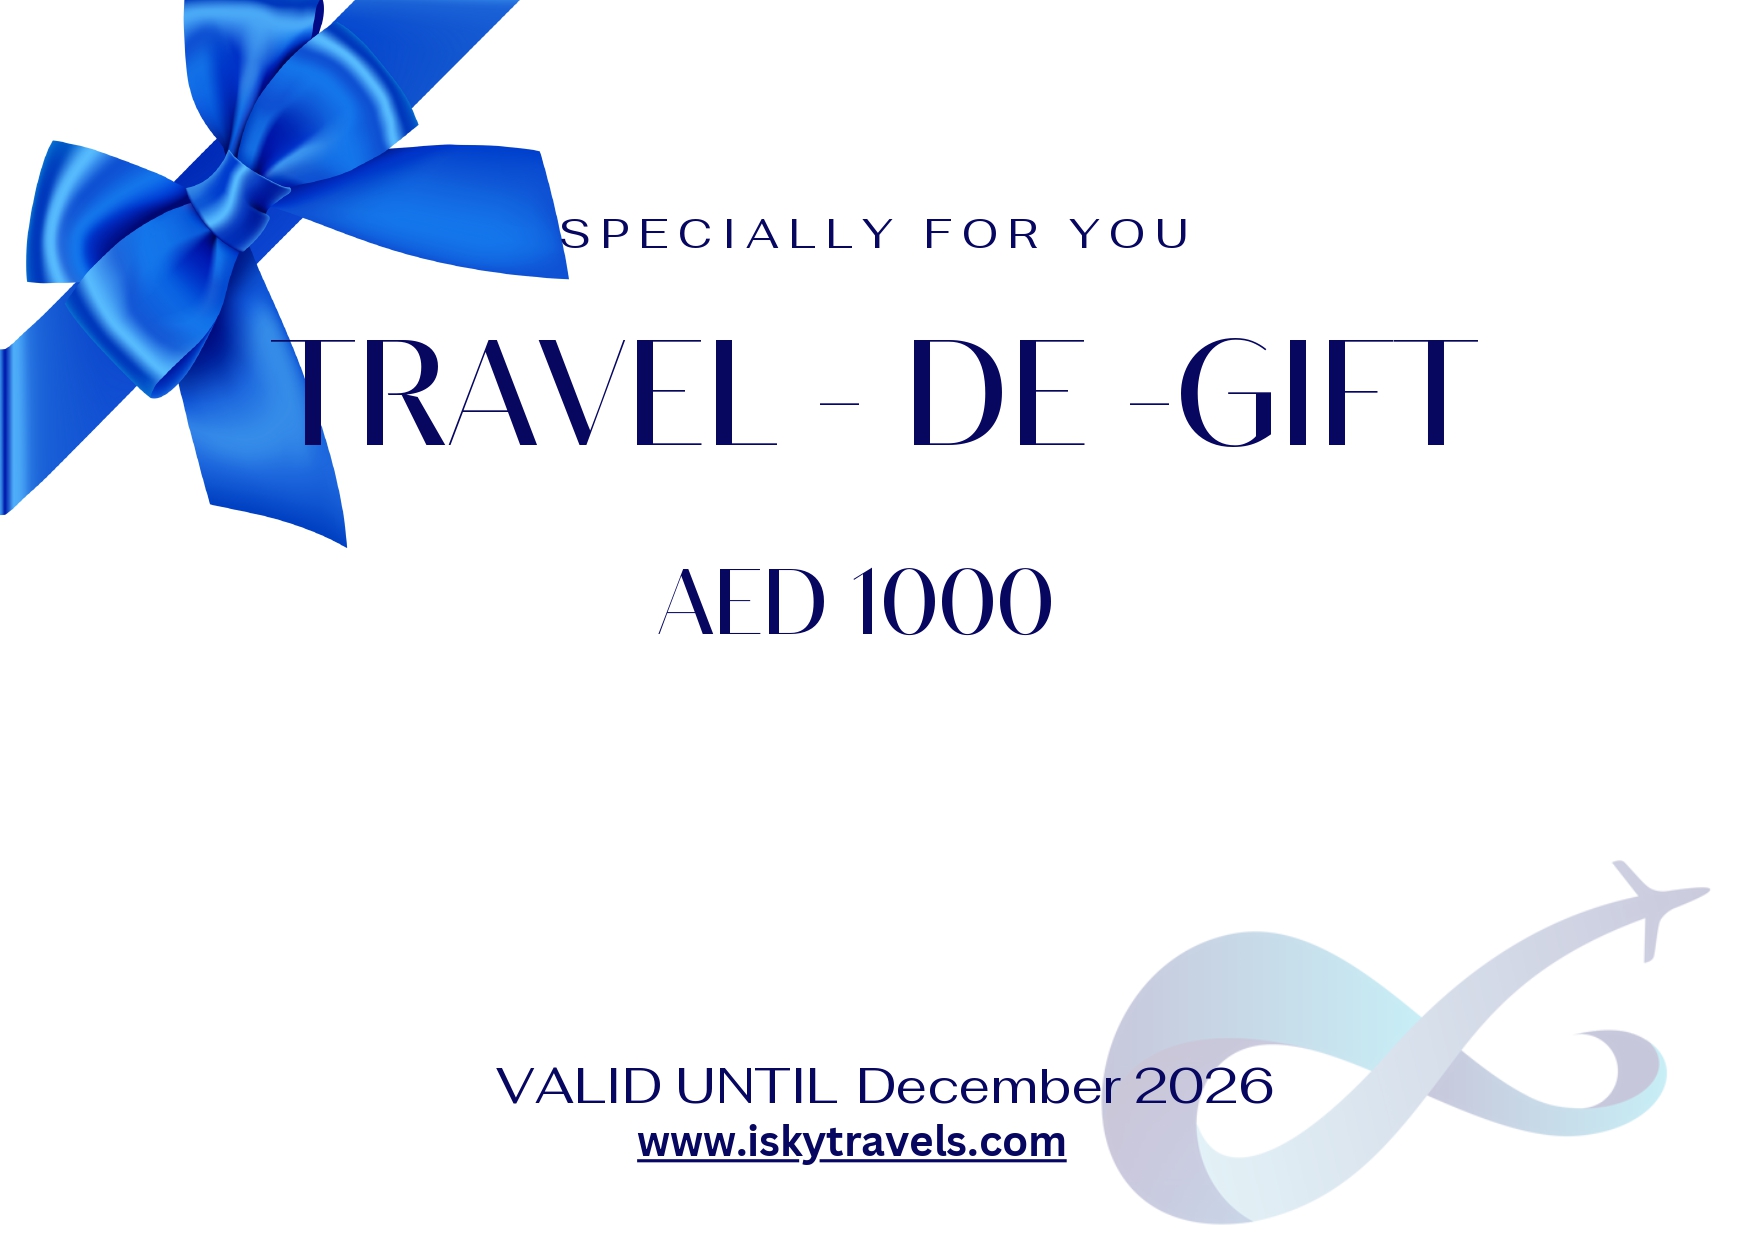 SPECIALLY FOR YOU
TRAVEL - DE -GIFT
AED 1000
VALID UNTIL December 2026
www.iskytravels.com